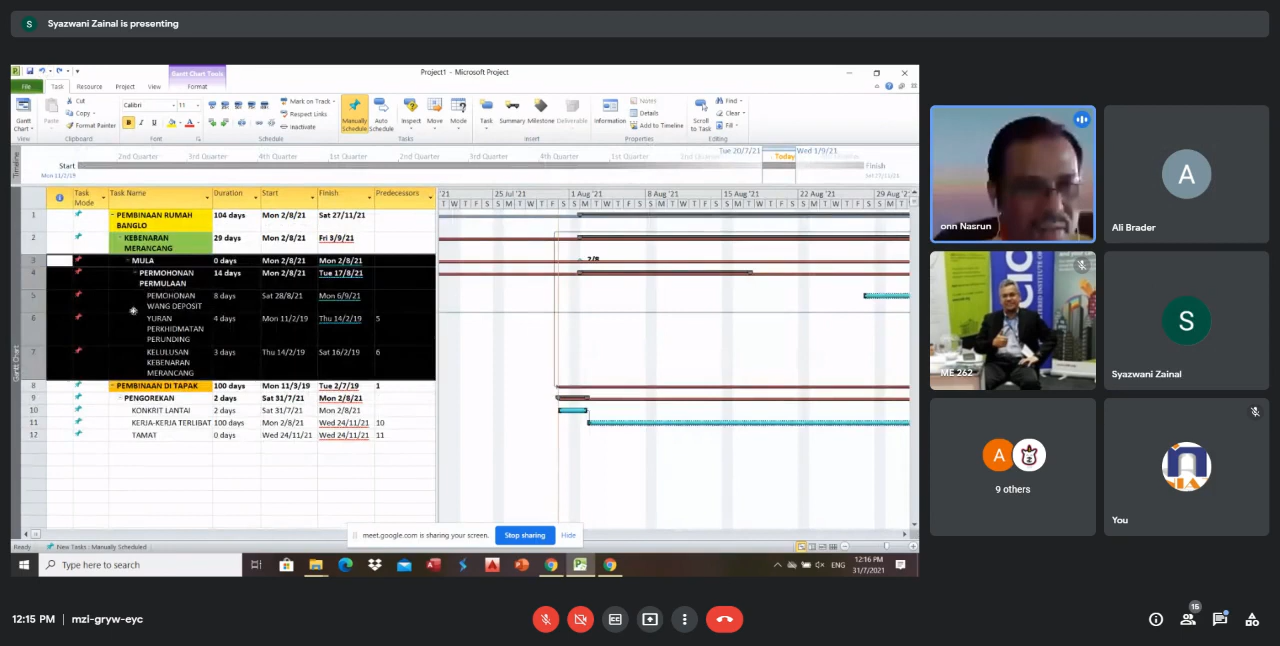 S Syazwani Zainal is presenting
Gantt Chart Tools
Project1 - Microsoft Project
File Task Resource Project View Format
Cut
Copy
Format Painter
Paste
Gantt Chart
Calibri 11
B I U
Mark on Track
Respect Links
Inactivate
Manually Schedule
Auto Schedule
Inspect Move Mode
Task Summary Milestone Deliverable
Information
Notes
Details
Add to Timeline
Scroll to Task
Find
Clear
Fill
View Clipboard Font Schedule Tasks Insert Properties Editing
Timeline
Tue 20/7/21 Wed 1/9/21
2nd Quarter 3rd Quarter 4th Quarter 1st Quarter 2nd Quarter 3rd Quarter 4th Quarter 1st Quarter Today
Start
Mon 11/2/19
Finish
Sat 27/11/21
Task Mode Task Name Duration Start Finish Predecessors
21 25 Jul '21 1 Aug '21 8 Aug '21 15 Aug '21 22 Aug '21 29 Aug '21
T W T F S S M T W T F S S M T W T F S S M T W T F S S M T W T F S S M T W T F S S M T
1 PEMBINAAN RUMAH BANGLO 104 days Mon 2/8/21 Sat 27/11/21
2 KEBENARAN MERANCANG 29 days Mon 2/8/21 Fri 3/9/21
3 MULA 0 days Mon 2/8/21 Mon 2/8/21
2/8
4 PERMOHONAN PERMULAAN 14 days Mon 2/8/21 Tue 17/8/21
5 PEMOHONAN WANG DEPOSIT 8 days Sat 28/8/21 Mon 6/9/21
6 YURAN PERKHIDMATAN PERUNDING 4 days Mon 11/2/19 Thu 14/2/19 5
7 KELULUSAN KEBENARAN MERANCANG 3 days Thu 14/2/19 Sat 16/2/19 6
8 PEMBINAAN DI TAPAK 100 days Mon 11/3/19 Tue 2/7/19 1
9 PENGOREKAN 2 days Sat 31/7/21 Mon 2/8/21
10 KONKRIT LANTAI 2 days Sat 31/7/21 Mon 2/8/21
11 KERJA-KERJA TERLIBAT 100 days Mon 2/8/21 Wed 24/11/21 10
12 TAMAT 0 days Wed 24/11/21 Wed 24/11/21 11
Gantt Chart
meet.google.com is sharing your screen. Stop sharing Hide
Ready New Tasks : Manually Scheduled
Type here to search
ENG
12:16 PM
31/7/2021
onn Nasrun
A
Ali Brader
ME 262
S
Syazwani Zainal
A
9 others
You
12:15 PM | mzi-gryw-eyc
15